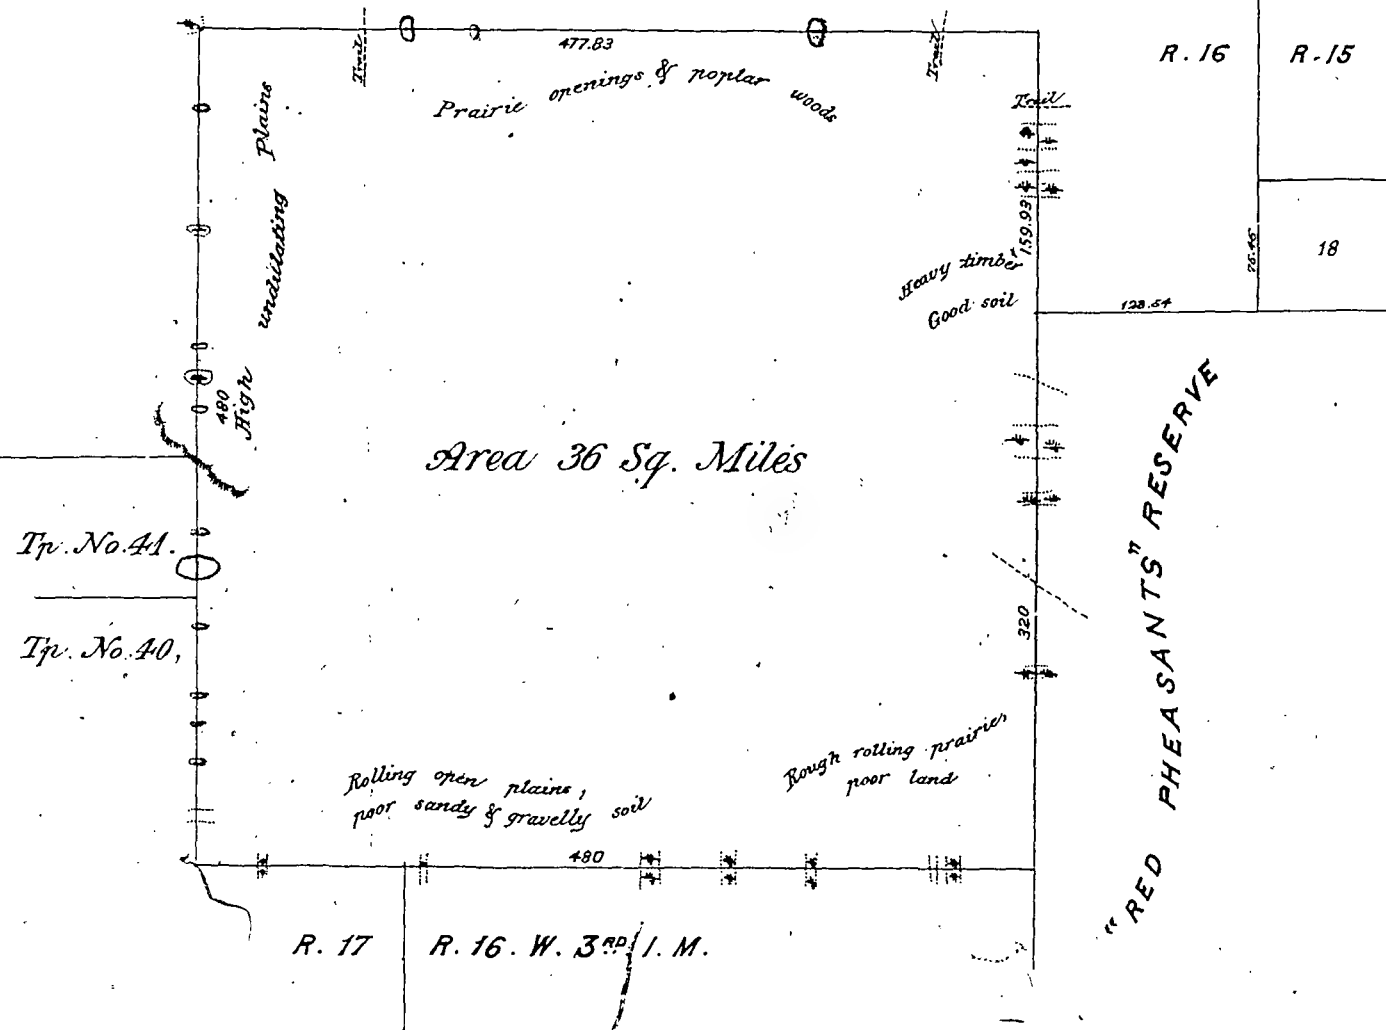 477.83
Trail
Trail
Prairie openings & poplar woods
R. 16
R. 15
Trail
159.93
Heavy timber
Good soil
76.46
18
128.54
High undulating Plains
480
Area 36 Sq. Miles
Tp. No. 41.
Tp. No. 40,
320
"RED PHEASANTS" RESERVE
Rolling open plains,
poor sandy & gravelly soil
Rough rolling prairie,
poor land
480
R. 17
R. 16. W. 3RD I. M.